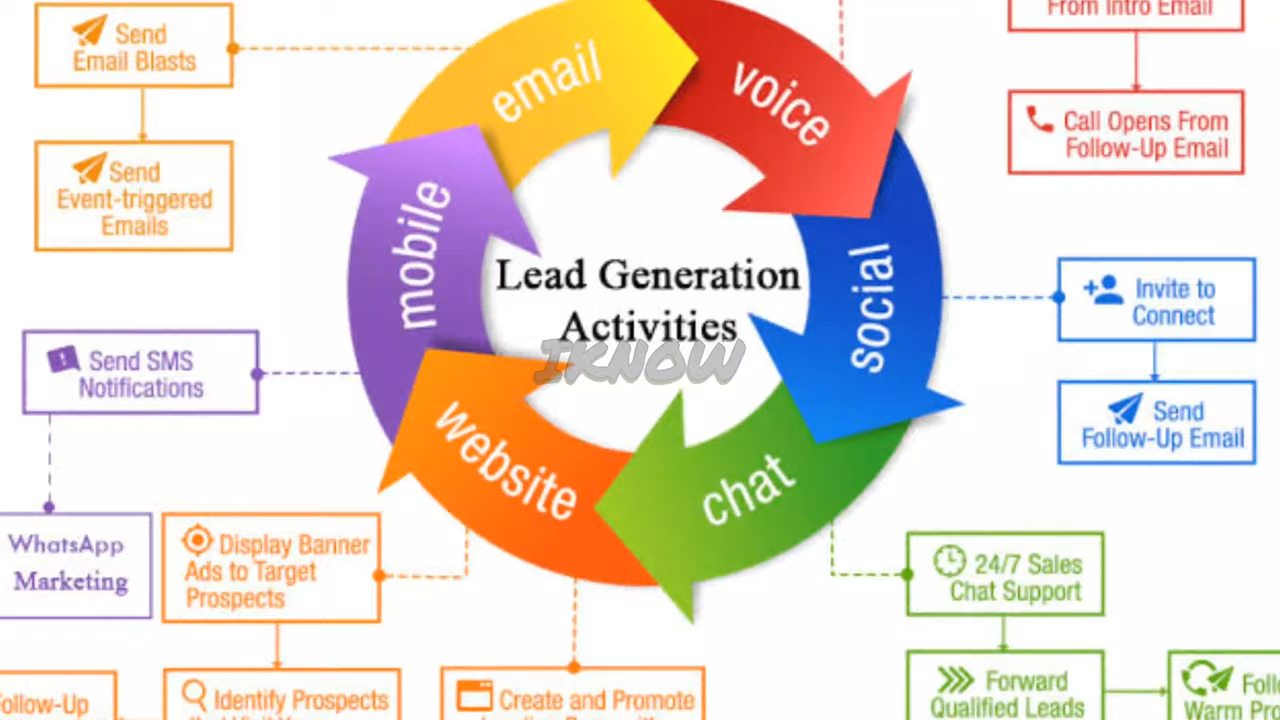 Send
Email Blasts
Send
Event-triggered
Emails
email
voice
From Intro Email
Call Opens From
Follow-Up Email
mobile
Lead Generation
Activities
IKNOW
social
Invite to
Connect
Send
Follow-Up Email
Send SMS
Notifications
website
chat
WhatsApp
Marketing
Display Banner
Ads to Target
Prospects
24/7 Sales
Chat Support
Follow-Up
Identify Prospects
Create and Promote
Forward
Qualified Leads
Warm